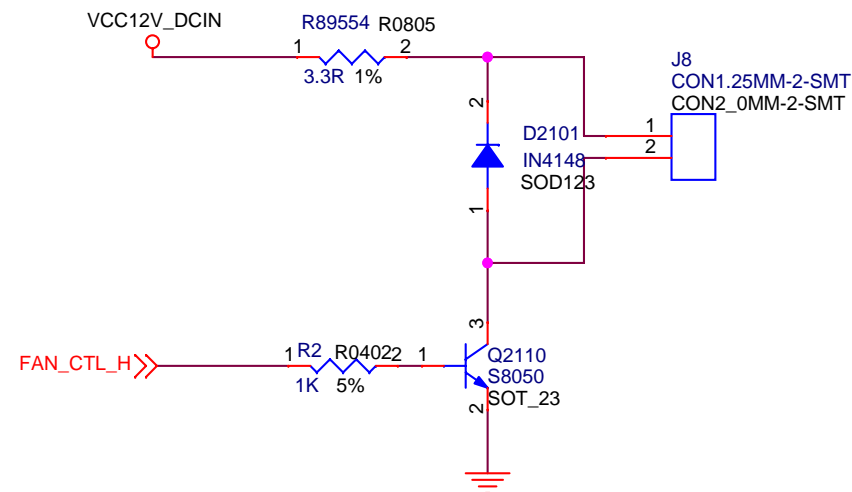 VCC12V_DCIN
R89554 R0805
1 2
3.3R 1%
J8
CON1.25MM-2-SMT
CON2_0MM-2-SMT
2
D2101
1
2
IN4148
SOD123
1
3
FAN_CTL_H
1 R2 R0402 2 1
1K 5%
Q2110
S8050
SOT_23
2